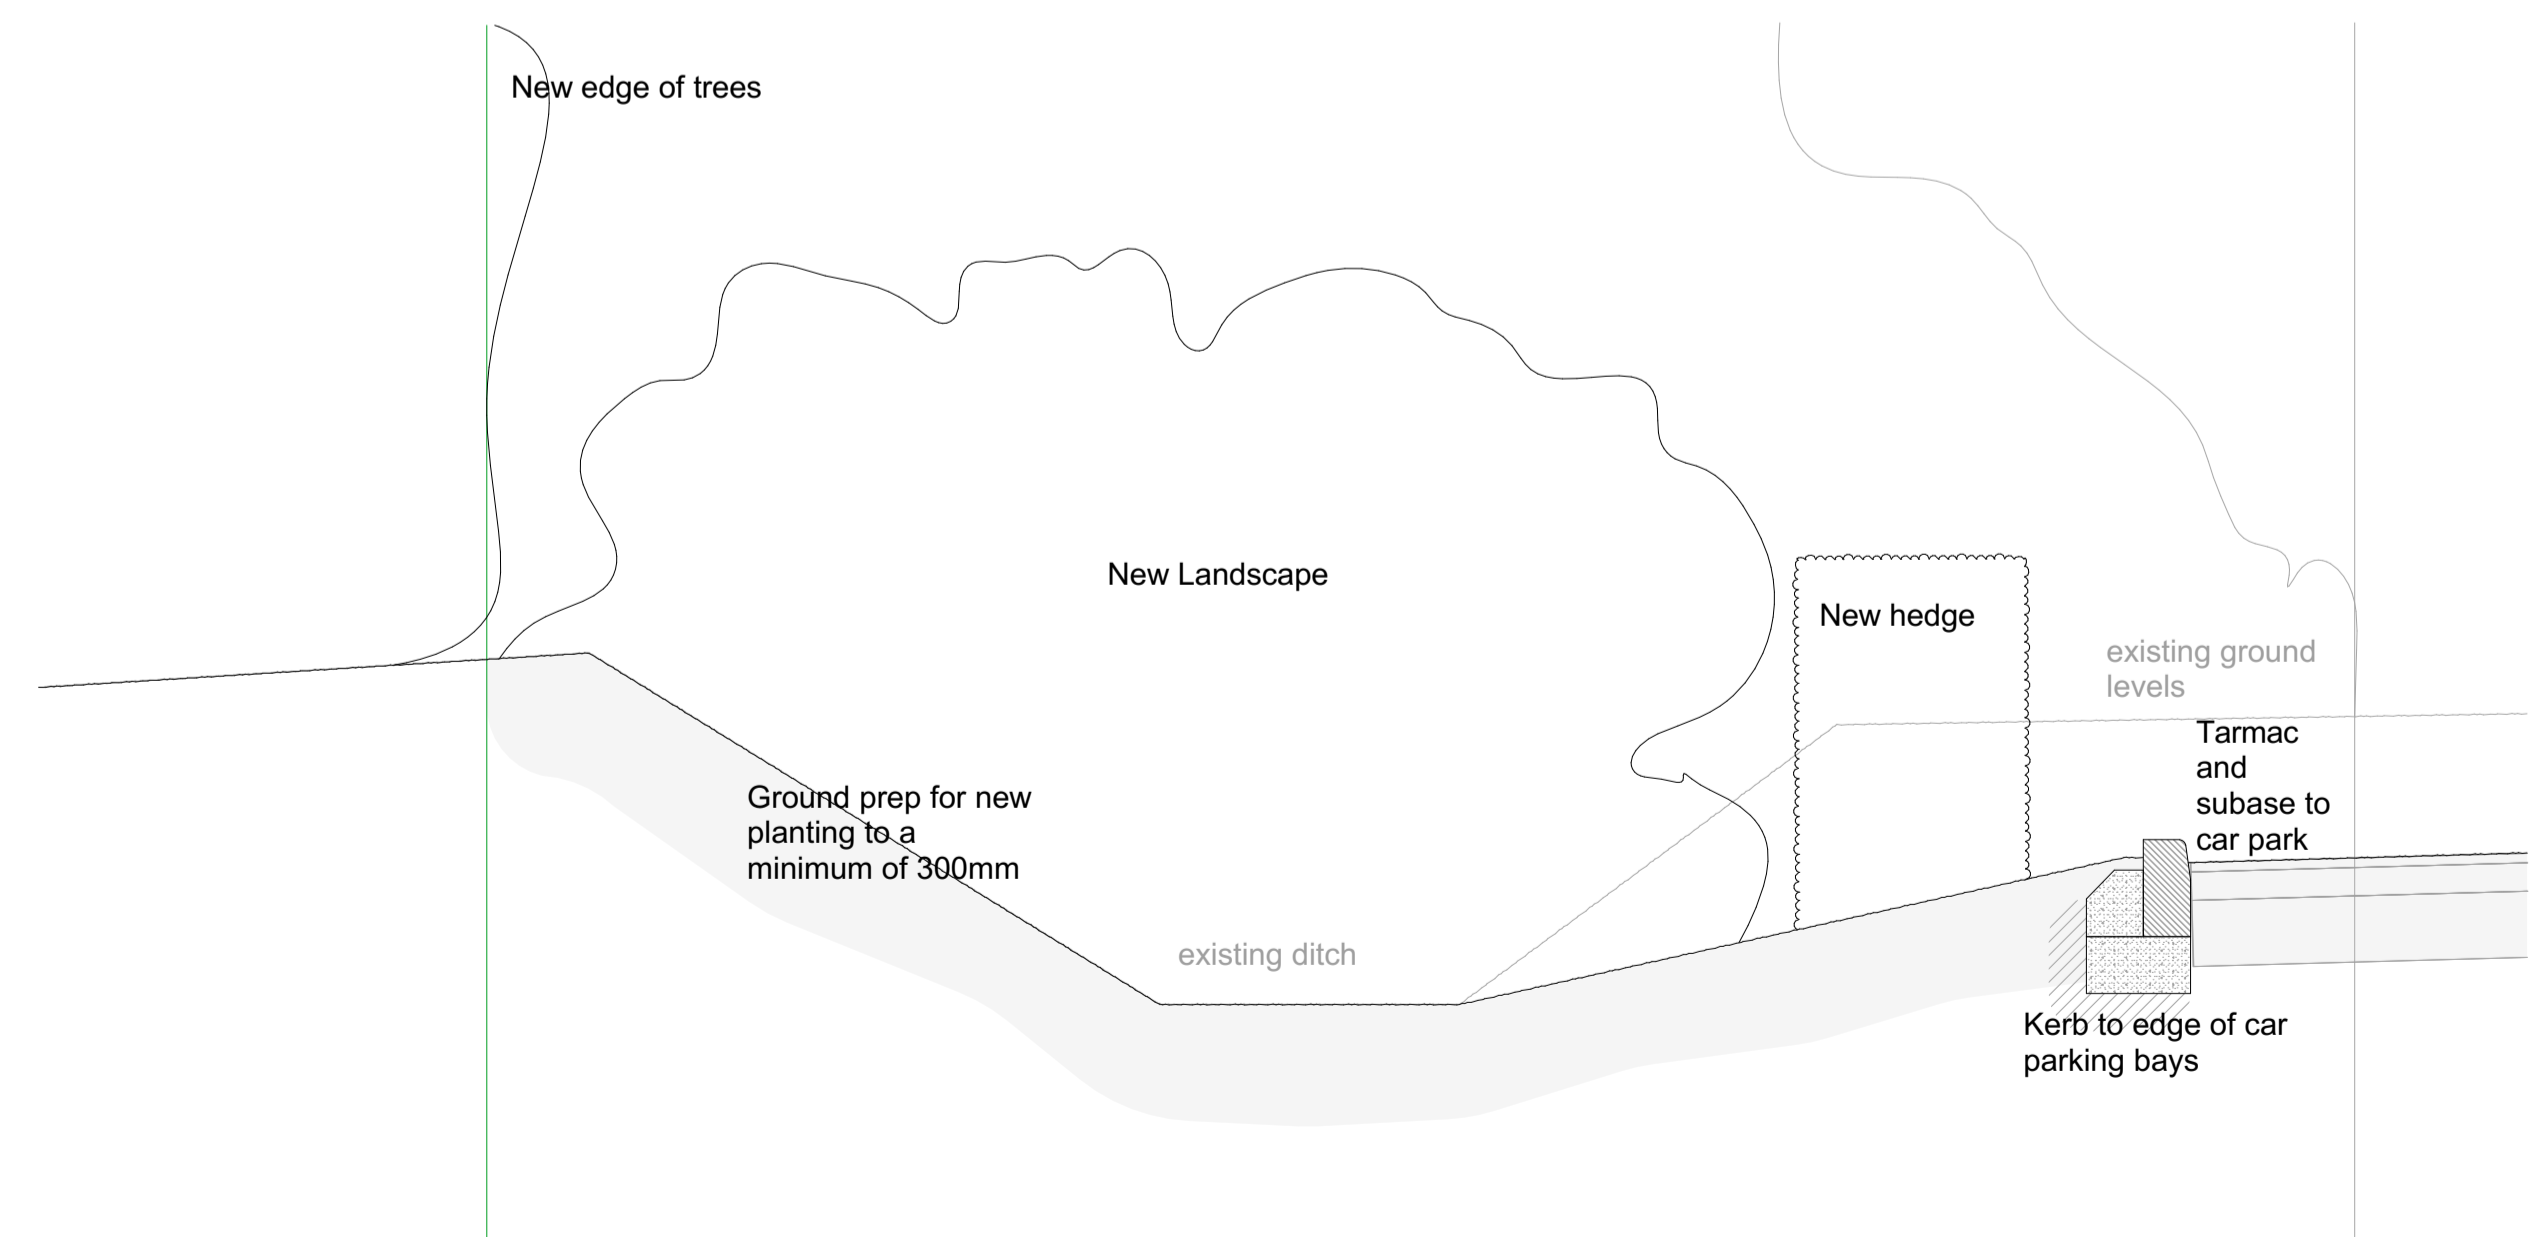 New edge of trees
New Landscape
New hedge
existing ground
levels
Tarmac
and
subase to
car park
Ground prep for new
planting to a
minimum of 300mm
existing ditch
Kerb to edge of car
parking bays